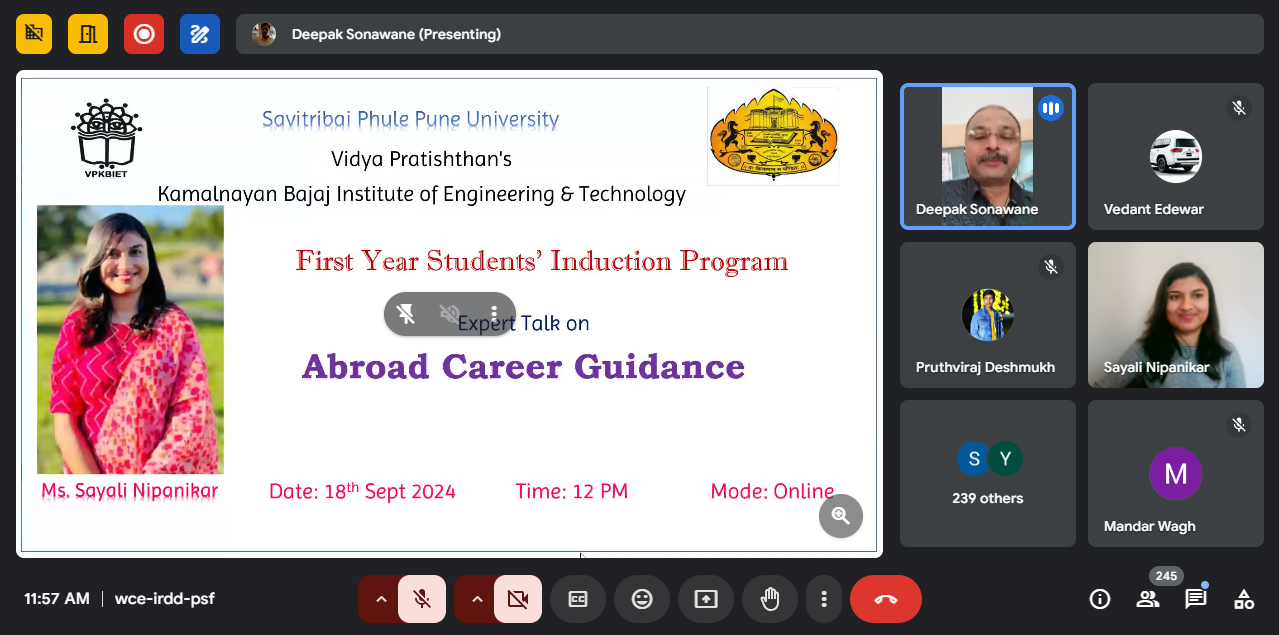 Deepak Sonawane (Presenting)
VPKBIET
Savitribai Phule Pune University
Vidya Pratishthan's
Kamalnayan Bajaj Institute of Engineering & Technology
First Year Students' Induction Program
Expert Talk on
Abroad Career Guidance
Ms. Sayali Nipanikar
Date: 18th Sept 2024
Time: 12 PM
Mode: Online
Deepak Sonawane
Vedant Edewar
Pruthviraj Deshmukh
Sayali Nipanikar
S
Y
239 others
M
Mandar Wagh
11:57 AM
wce-irdd-psf
CC
245